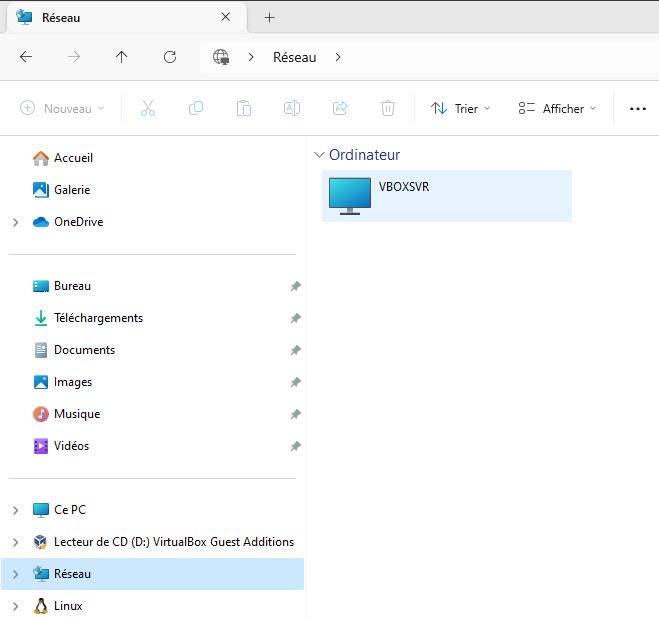 Réseau
Réseau
Nouveau
Trier
Afficher
Accueil
Galerie
OneDrive
Bureau
Téléchargements
Documents
Images
Musique
Vidéos
Ce PC
Lecteur de CD (D:) VirtualBox Guest Additions
Réseau
Linux
Ordinateur
VBOXSVR